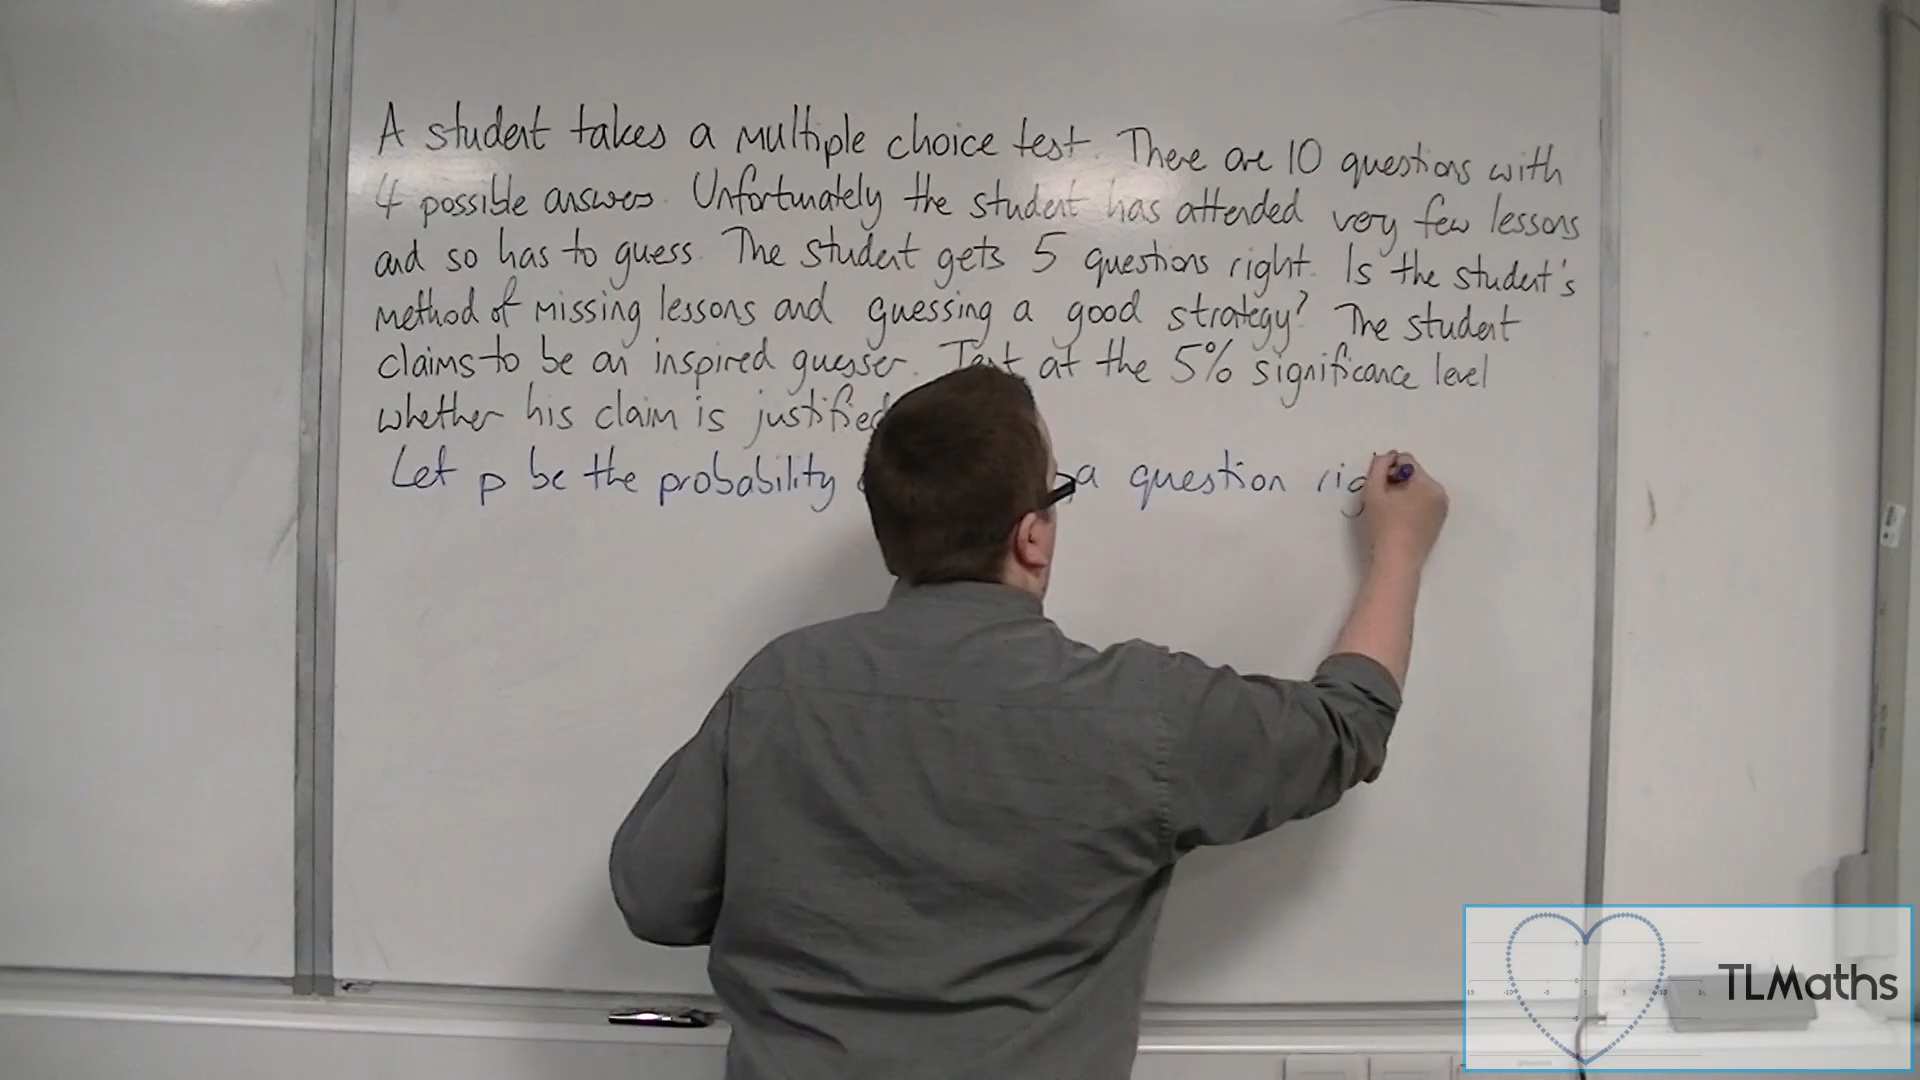 A student takes a multiple choice test. There are 10 questions with
4 possible answers. Unfortunately the student has attended very few lessons
and so has to guess. The student gets 5 questions right. Is the student's
method of missing lessons and guessing a good strategy? The student
claims to be an inspired guesser. Test at the 5% significance level
whether his claim is justified
Let p be the probability a question rig
TLMaths